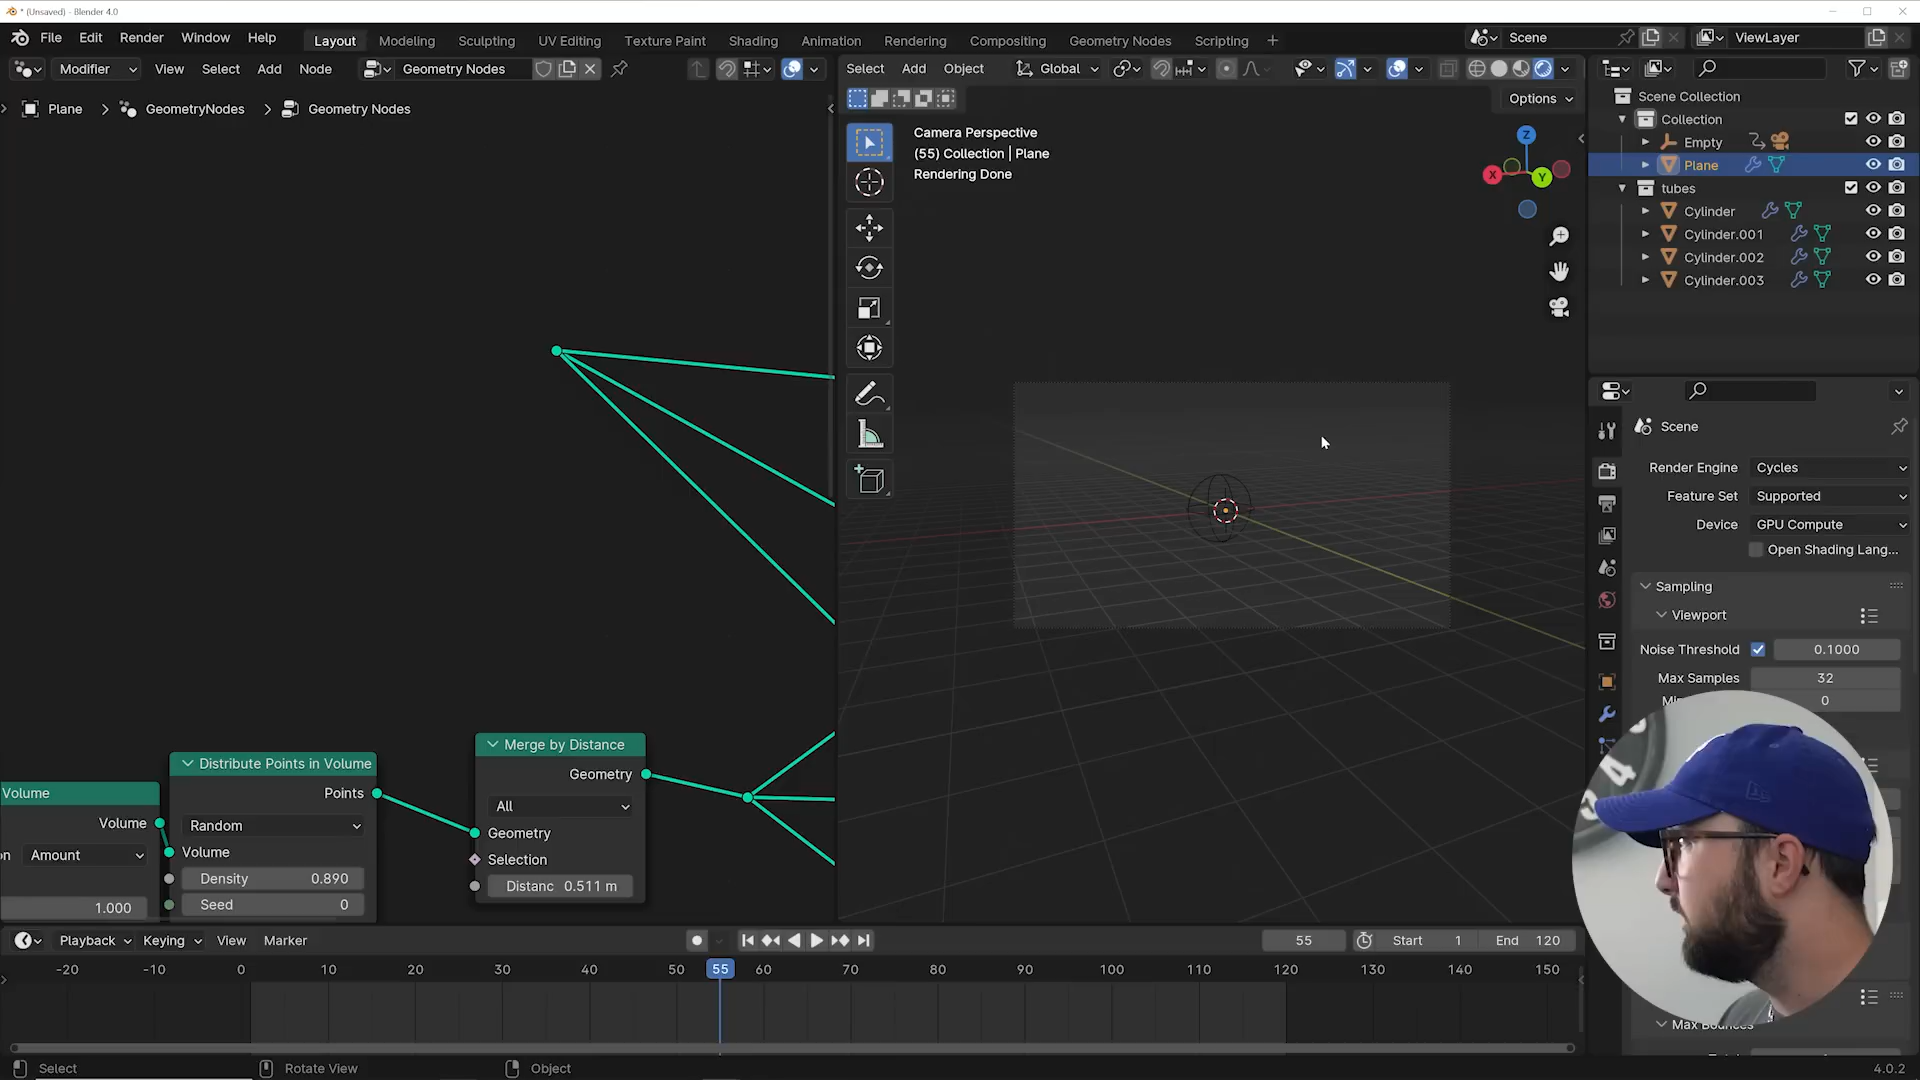 * (Unsaved) - Blender 4.0
File Edit Render Window Help
Layout Modeling Sculpting UV Editing Texture Paint Shading Animation Rendering Compositing Geometry Nodes Scripting +
Scene
ViewLayer
Modifier View Select Add Node Geometry Nodes
Select Add Object Global
Plane > GeometryNodes > Geometry Nodes
Options
Camera Perspective
(55) Collection | Plane
Rendering Done
Z
X
Y
Scene Collection
Collection
Empty
Plane
tubes
Cylinder
Cylinder.001
Cylinder.002
Cylinder.003
Scene
Render Engine Cycles
Feature Set Supported
Device GPU Compute
Open Shading Lang...
Sampling
Viewport
Noise Threshold 0.1000
Max Samples 32
0
Volume
Volume
Amount
1.000
Distribute Points in Volume
Points
Random
Volume
Density 0.890
Seed 0
Merge by Distance
Geometry
All
Geometry
Selection
Distanc 0.511 m
4
Max Bounces
Playback Keying View Marker
55 Start 1 End 120
-20 -10 0 10 20 30 40 50 55 60 70 80 90 100 110 120 130 140 150
Select Rotate View Object
4.0.2